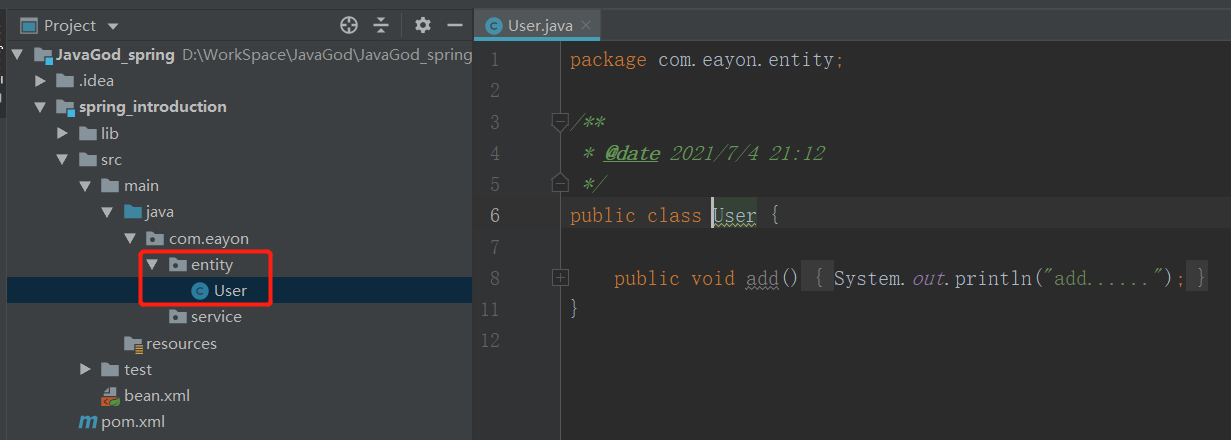 Project
JavaGod_spring D:\WorkSpace\JavaGod\JavaGod_spring
.idea
spring_introduction
lib
src
main
java
com.eayon
entity
User
service
resources
test
bean.xml
pom.xml
User.java
1 package com.eayon.entity;
2
3 /**
4 * @date 2021/7/4 21:12
5 */
6 public class User {
7
8 public void add() { System.out.println("add......"); }
11 }
12